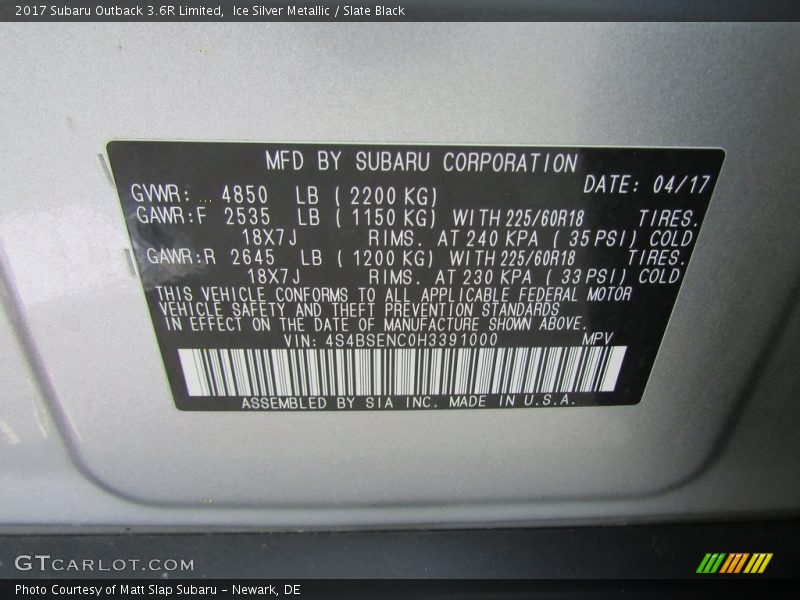 2017 Subaru Outback 3.6R Limited, Ice Silver Metallic / Slate Black
MFD BY SUBARU CORPORATION
GVWR: ... 4850 LB ( 2200 KG) DATE: 04/17
GAWR:F 2535 LB ( 1150 KG) WITH 225/60R18 TIRES.
18X7J RIMS. AT 240 KPA ( 35 PSI) COLD
GAWR:R 2645 LB ( 1200 KG) WITH 225/60R18 TIRES.
18X7J RIMS. AT 230 KPA ( 33 PSI) COLD
THIS VEHICLE CONFORMS TO ALL APPLICABLE FEDERAL MOTOR
VEHICLE SAFETY AND THEFT PREVENTION STANDARDS
IN EFFECT ON THE DATE OF MANUFACTURE SHOWN ABOVE.
VIN: 4S4BSENC0H3391000 MPV
ASSEMBLED BY SIA INC. MADE IN U.S.A.
GTCARLOT.COM
Photo Courtesy of Matt Slap Subaru - Newark, DE